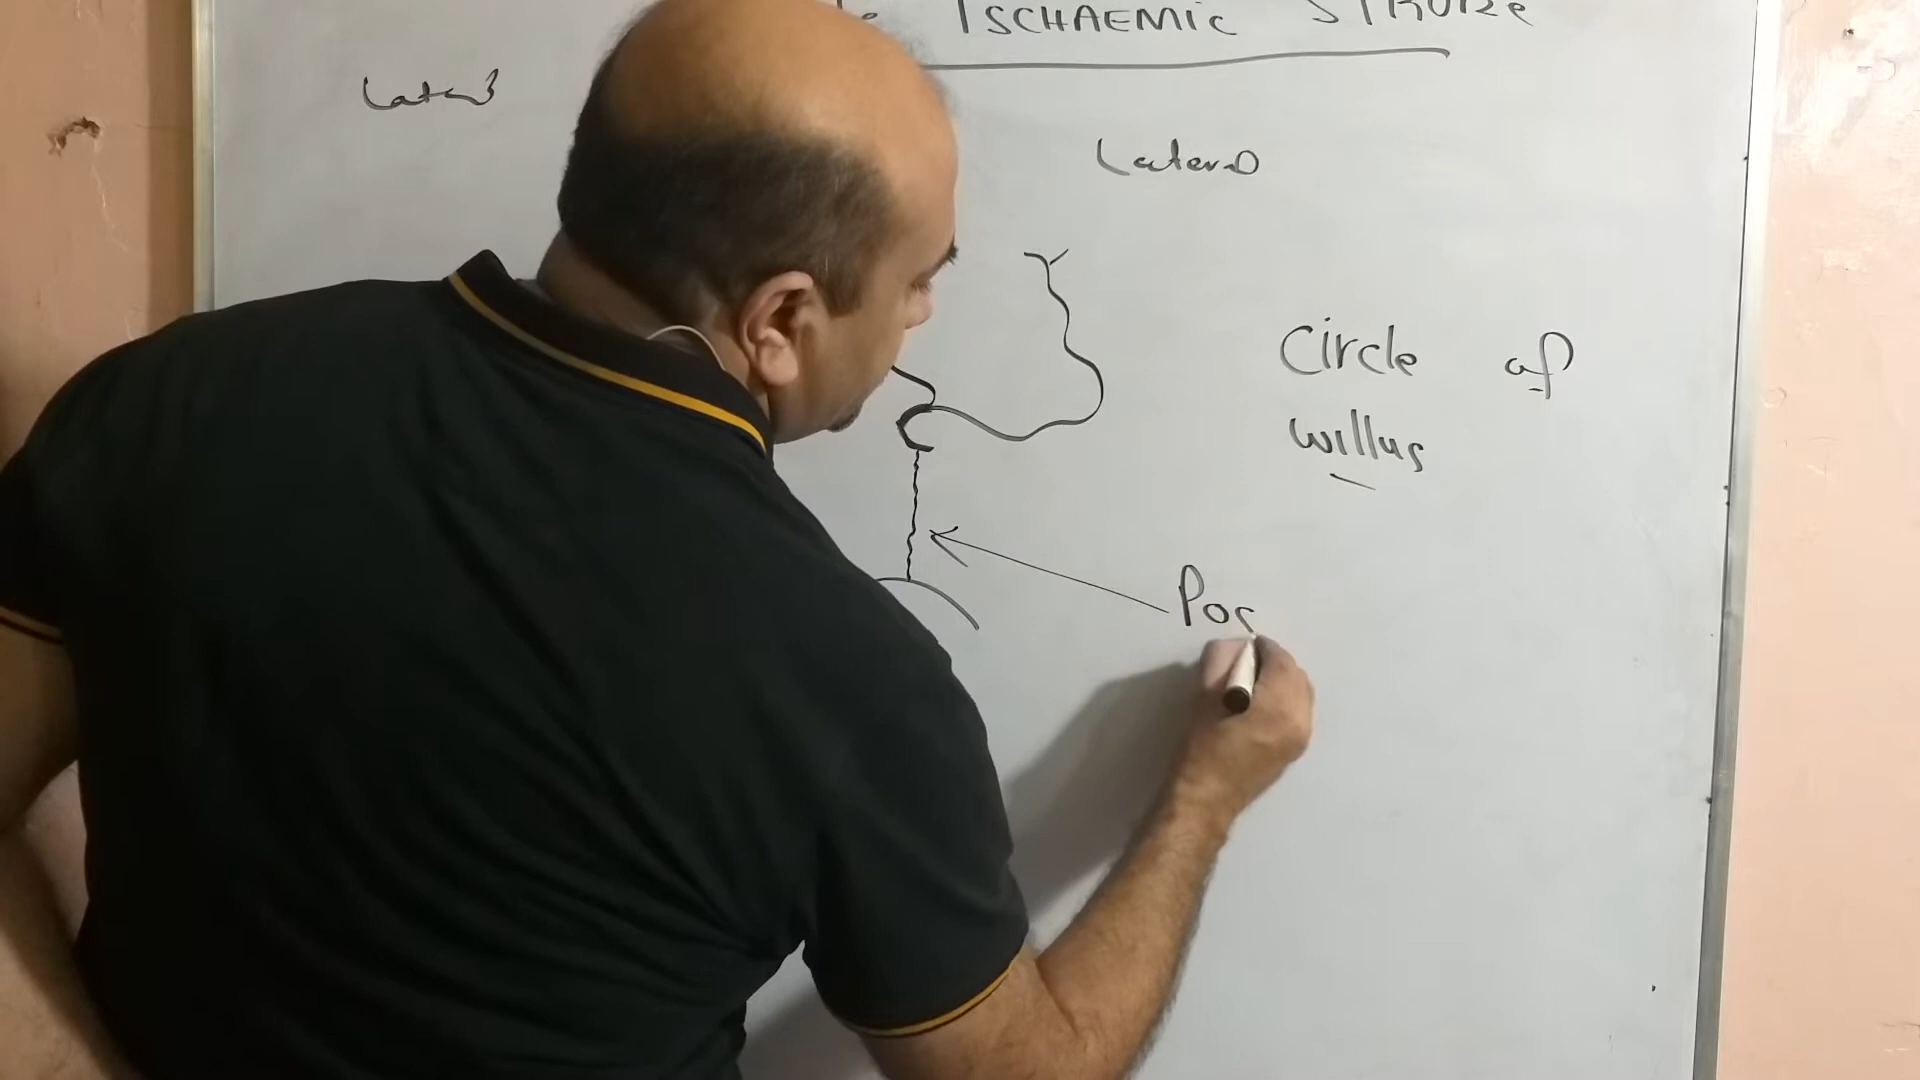 ISCHAEMIC STROKE
Lateral
Lateral
Circle of
willus
Pos